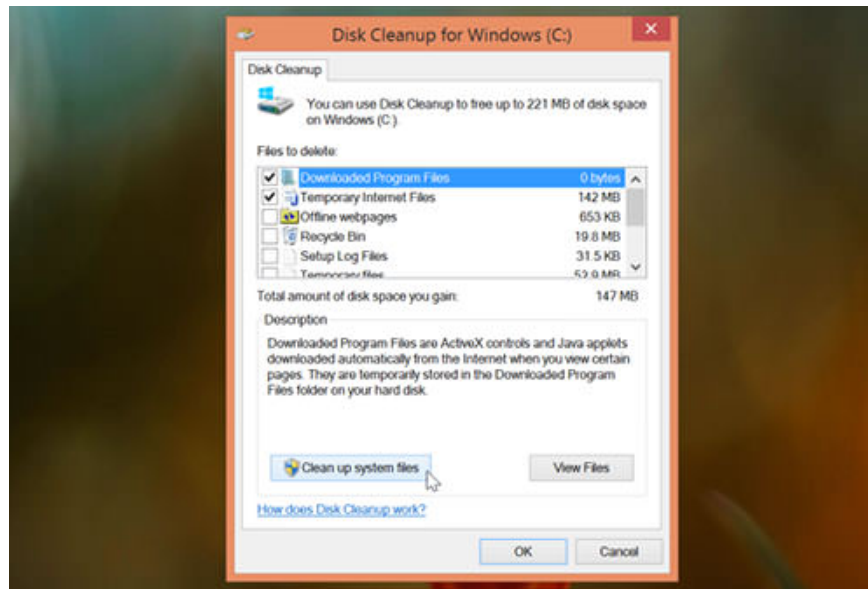 Disk Cleanup for Windows (C:)
Disk Cleanup
You can use Disk Cleanup to free up to 221 MB of disk space
on Windows (C:)
Files to delete:
Downloaded Program Files 0 bytes
Temporary Internet Files 142 MB
Offline webpages 653 KB
Recycle Bin 19.8 MB
Setup Log Files 31.5 KB
Temporary files 52.9 MB
Total amount of disk space you gain: 147 MB
Description
Downloaded Program Files are ActiveX controls and Java applets
downloaded automatically from the Internet when you view certain
pages. They are temporarily stored in the Downloaded Program
Files folder on your hard disk.
Clean up system files View Files
How does Disk Cleanup work?
OK Cancel